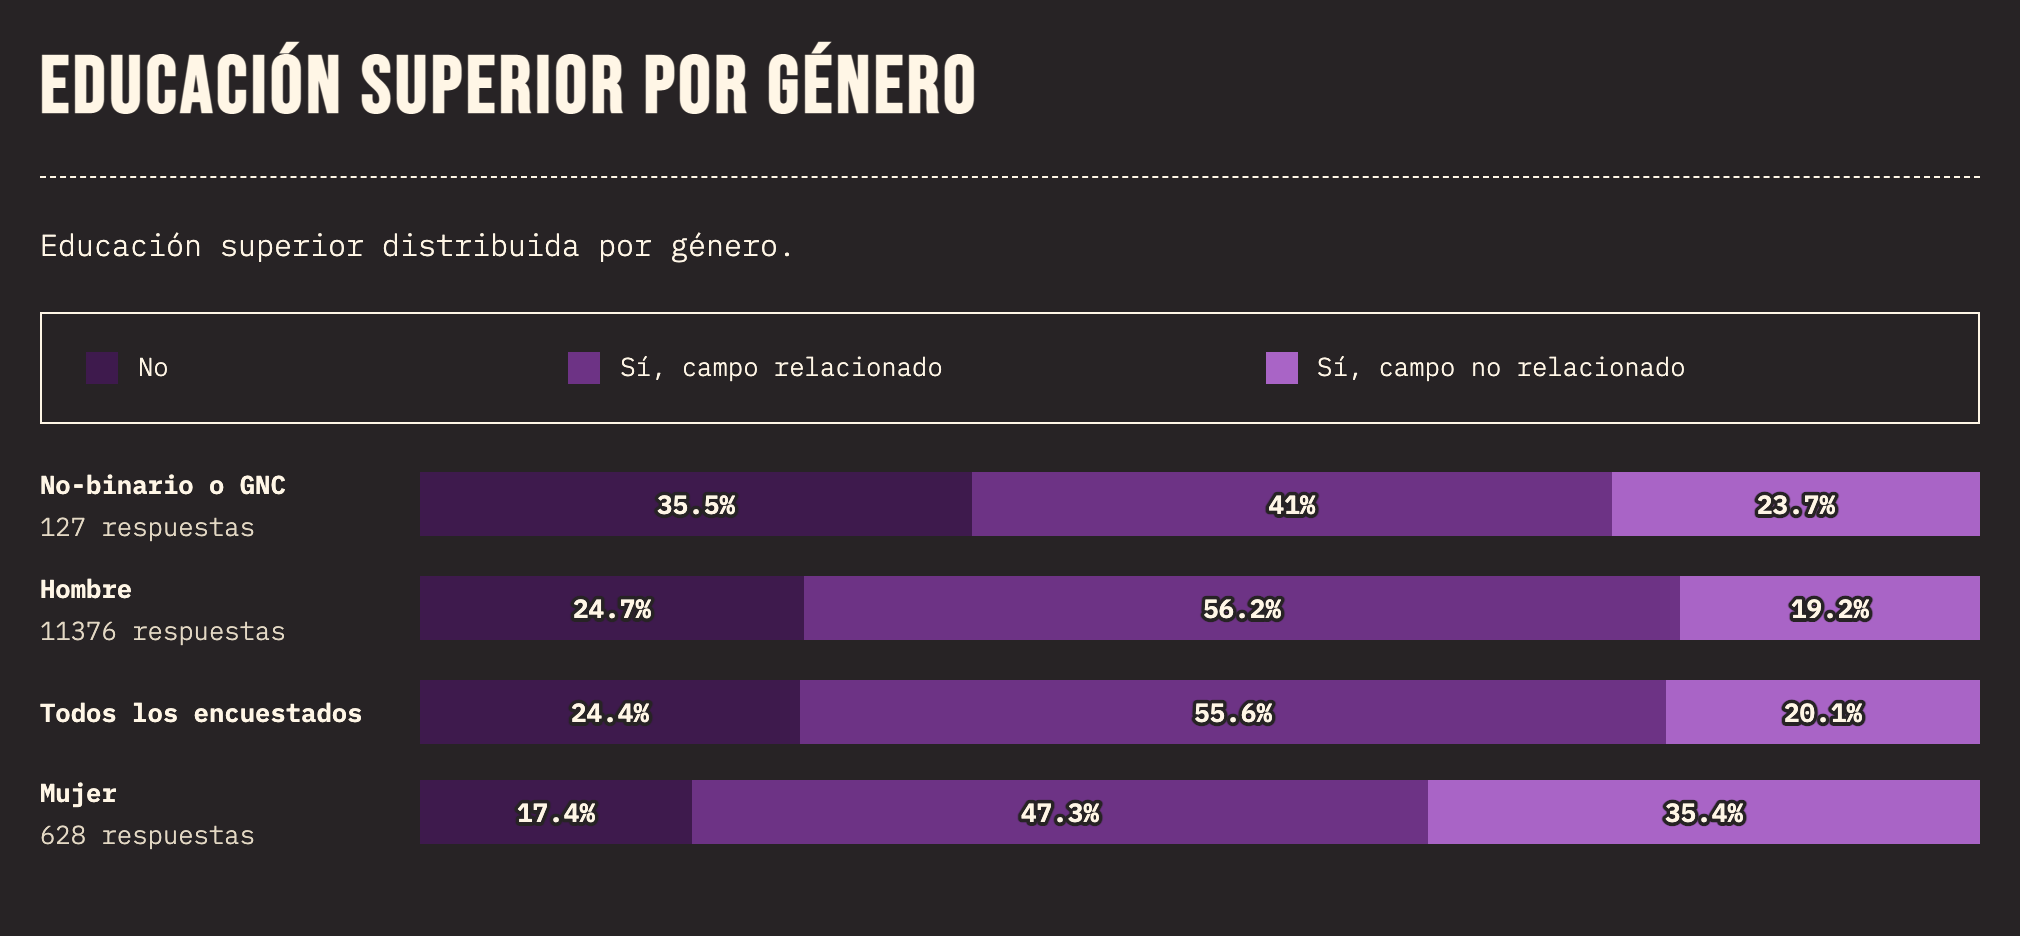 EDUCACIÓN SUPERIOR POR GÉNERO
Educación superior distribuida por género.
No
Sí, campo relacionado
Sí, campo no relacionado
No-binario o GNC
127 respuestas
35.5%
41%
23.7%
Hombre
11376 respuestas
24.7%
56.2%
19.2%
Todos los encuestados
24.4%
55.6%
20.1%
Mujer
628 respuestas
17.4%
47.3%
35.4%